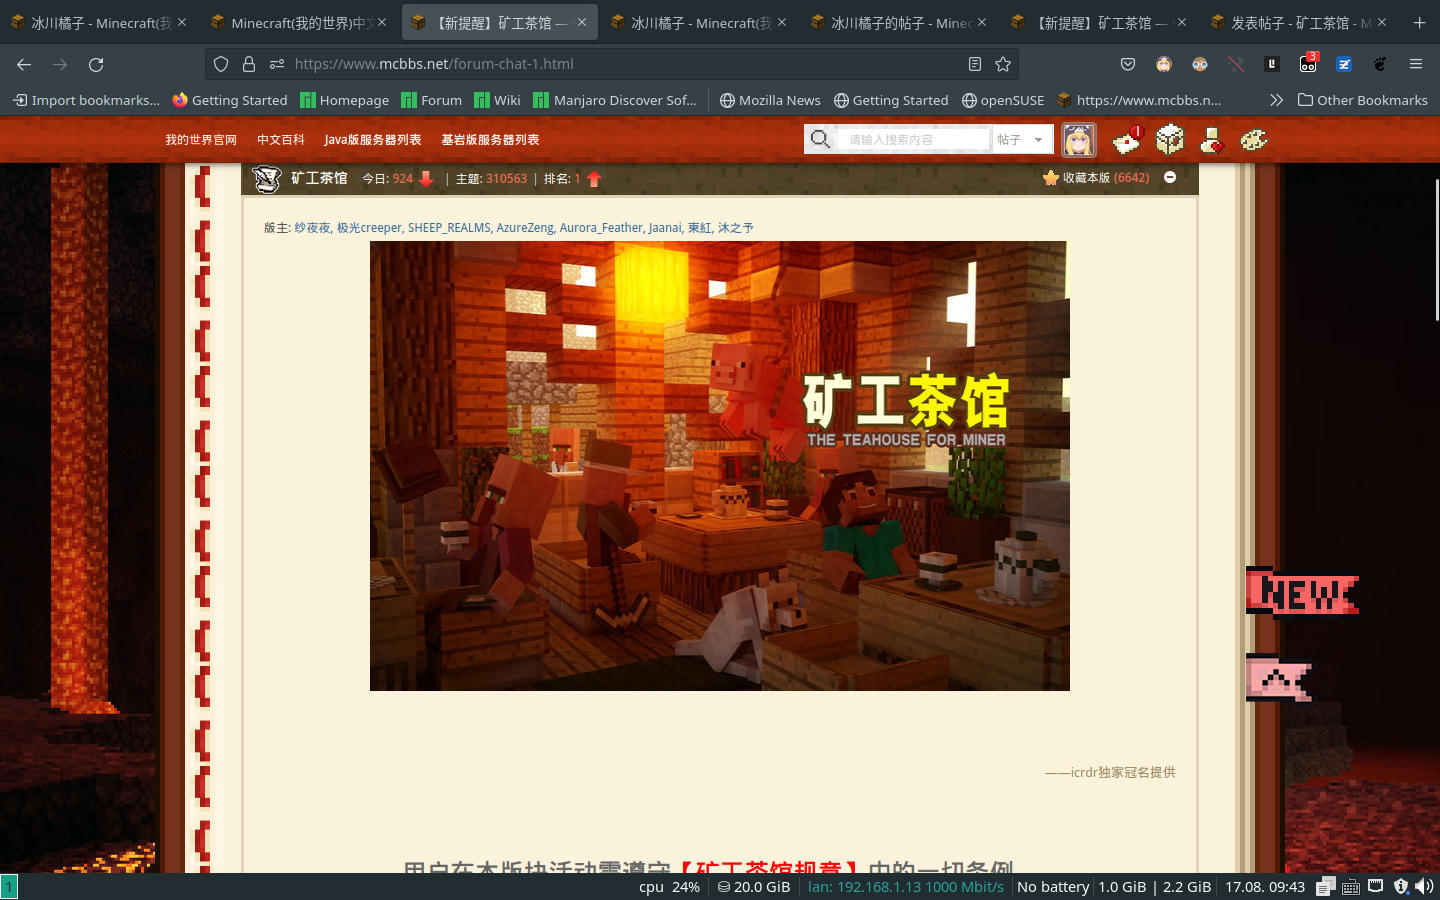 冰川橘子 - Minecraft(我
Minecraft(我的世界)中文
【新提醒】矿工茶馆 —
冰川橘子 - Minecraft(我
冰川橘子的帖子 - Minec
【新提醒】矿工茶馆 —
发表帖子 - 矿工茶馆 - M
https://www.mcbbs.net/forum-chat-1.html
3
Import bookmarks...
Getting Started
Homepage
Forum
Wiki
Manjaro Discover Sof...
Mozilla News
Getting Started
openSUSE
https://www.mcbbs.n...
Other Bookmarks
我的世界官网 中文百科 Java版服务器列表 基岩版服务器列表
请输入搜索内容 帖子
矿工茶馆 今日: 924 | 主题: 310563 | 排名: 1
收藏本版 (6642)
版主: 纱夜夜, 极光creeper, SHEEP_REALMS, AzureZeng, Aurora_Feather, Jaanai, 東紅, 沐之予
矿工茶馆
THE TEAHOUSE FOR MINER
NEW
——icrdr独家冠名提供
用户在本版块活动需遵守【矿工茶馆规章】中的一切条例
1
cpu 24% 20.0 GiB lan: 192.168.1.13 1000 Mbit/s No battery 1.0 GiB | 2.2 GiB 17.08. 09:43